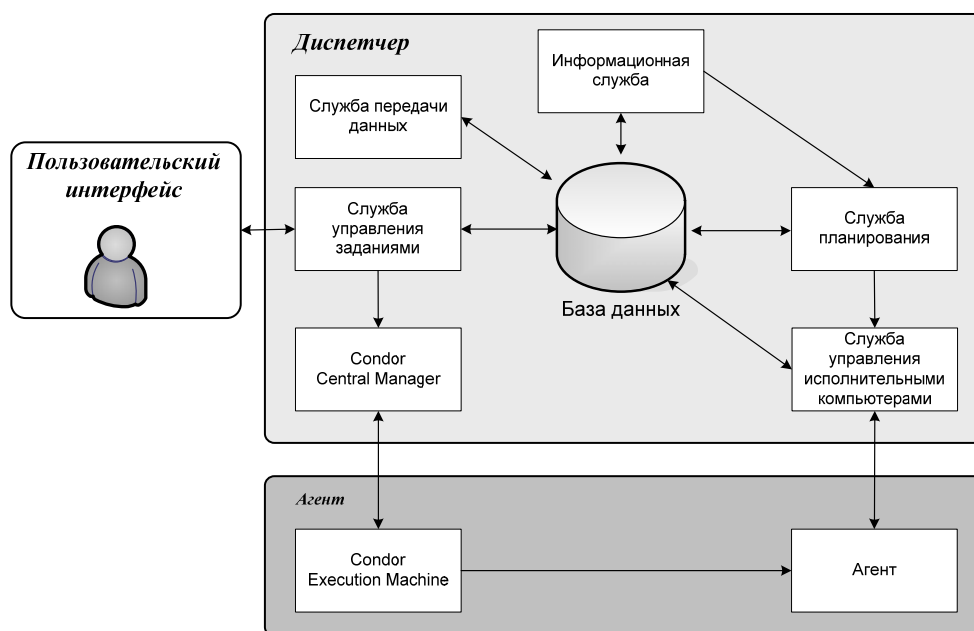 Диспетчер
Информационная
служба
Служба передачи
данных
Пользовательский
интерфейс
Служба
управления
заданиями
Служба
планирования
База данных
Condor
Central Manager
Служба
управления
исполнительными
компьютерами
Агент
Condor
Execution Machine
Агент